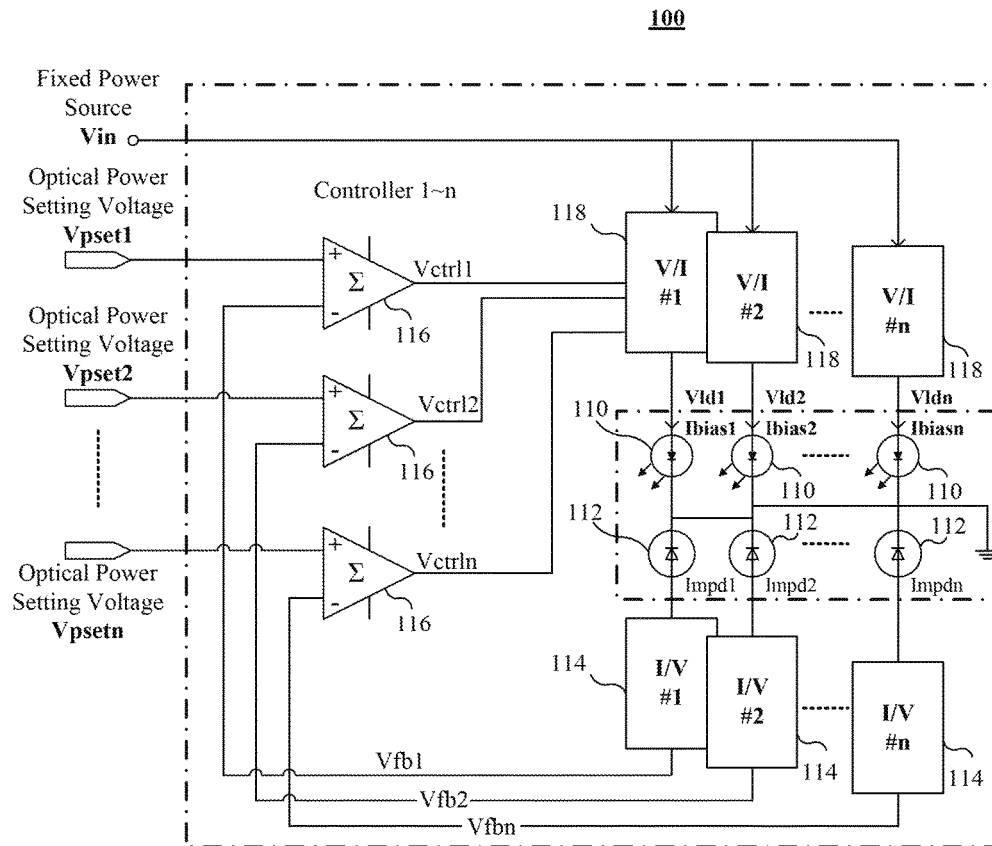 100
Fixed Power
Source
Vin
Optical Power
Setting Voltage
Vpset1
Controller 1~n
118
V/I
#1
V/I
#2
V/I
#n
+
Σ
-
Vctrl1
116
118
118
Optical Power
Setting Voltage
Vpset2
+
Σ
-
Vctrl2
116
Vld1
Vld2
Vldn
110
Ibias1
Ibias2
Ibiasn
110
110
+
Σ
-
Vctrln
116
Optical Power
Setting Voltage
Vpsetn
112
112
112
Impd1
Impd2
Impdn
114
I/V
#1
I/V
#2
I/V
#n
114
114
Vfb1
Vfb2
Vfbn